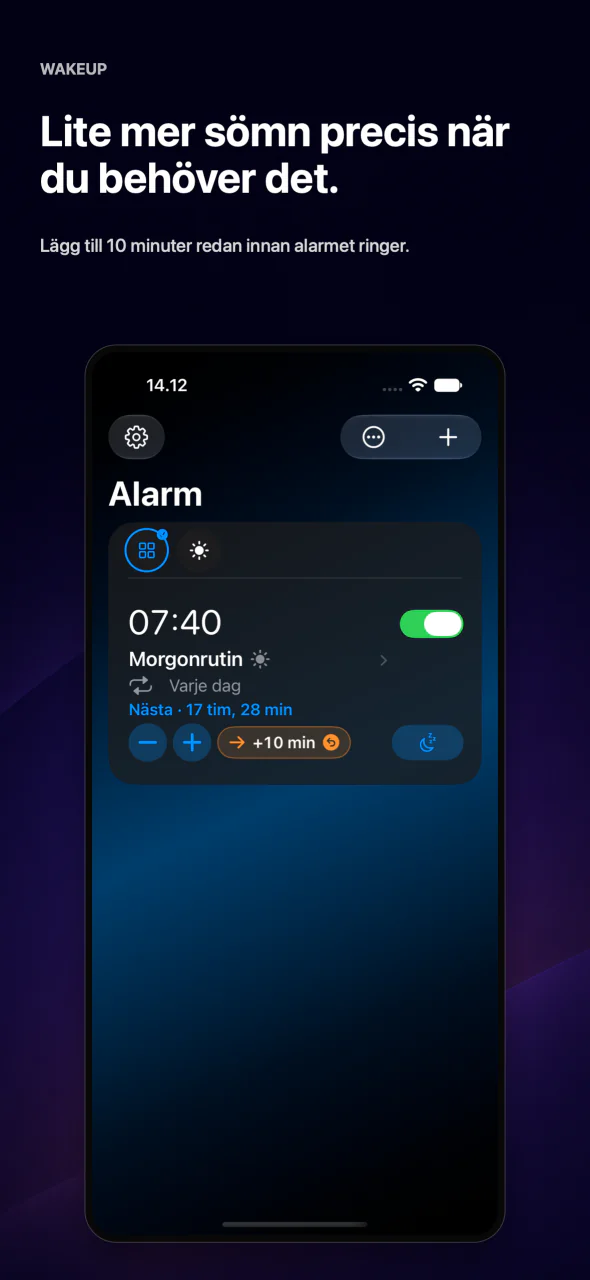 WAKEUP
Lite mer sömn precis när
du behöver det.
Lägg till 10 minuter redan innan alarmet ringer.
14.12
Alarm
07:40
Morgonrutin
Varje dag
Nästa · 17 tim, 28 min
+10 min